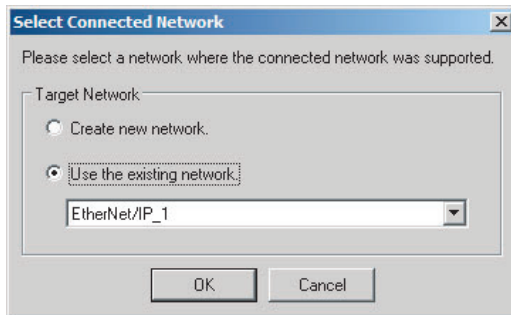 Select Connected Network
Please select a network where the connected network was supported.
Target Network
Create new network.
Use the existing network.
EtherNet/IP_1
OK
Cancel